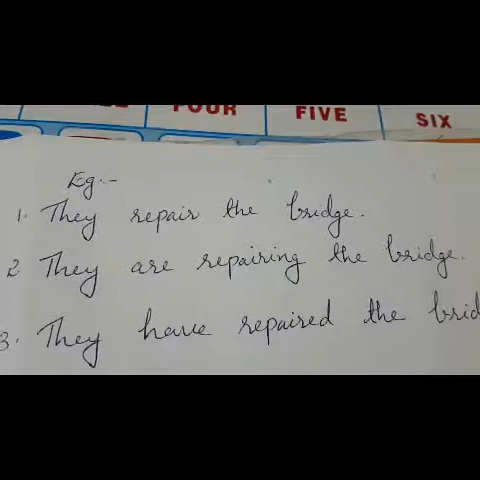 FOUR FIVE SIX
Eg:-
1. They repair the bridge.
2 They are repairing the bridge.
3. They have repaired the